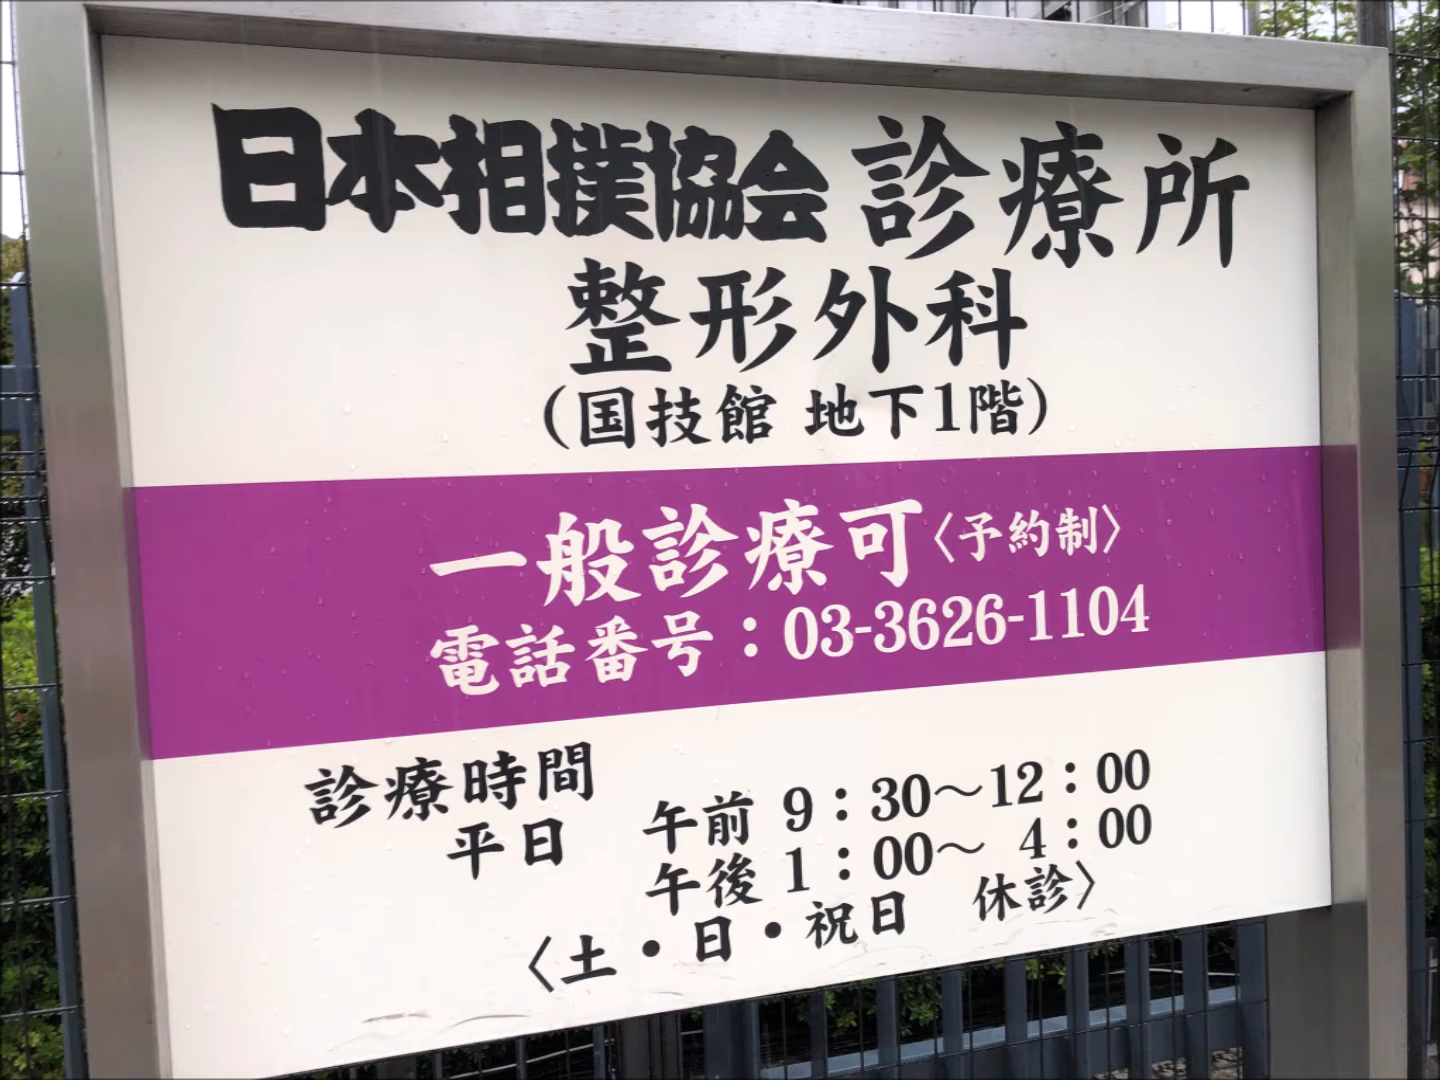 日本相撲協会 診療所
整形外科
(国技館 地下1階)
一般診療可〈予約制〉
電話番号：03-3626-1104
診療時間
平日 午前 9：30～12：00
午後 1：00～ 4：00
〈土・日・祝日 休診〉